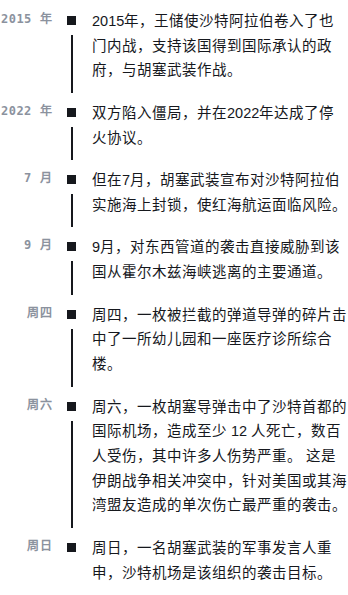 2015 年
2015年，王储使沙特阿拉伯卷入了也
门内战，支持该国得到国际承认的政
府，与胡塞武装作战。
2022 年
双方陷入僵局，并在2022年达成了停
火协议。
7 月
但在7月，胡塞武装宣布对沙特阿拉伯
实施海上封锁，使红海航运面临风险。
9 月
9月，对东西管道的袭击直接威胁到该
国从霍尔木兹海峡逃离的主要通道。
周四
周四，一枚被拦截的弹道导弹的碎片击
中了一所幼儿园和一座医疗诊所综合
楼。
周六
周六，一枚胡塞导弹击中了沙特首都的
国际机场，造成至少 12 人死亡，数百
人受伤，其中许多人伤势严重。 这是
伊朗战争相关冲突中，针对美国或其海
湾盟友造成的单次伤亡最严重的袭击。
周日
周日，一名胡塞武装的军事发言人重
申，沙特机场是该组织的袭击目标。